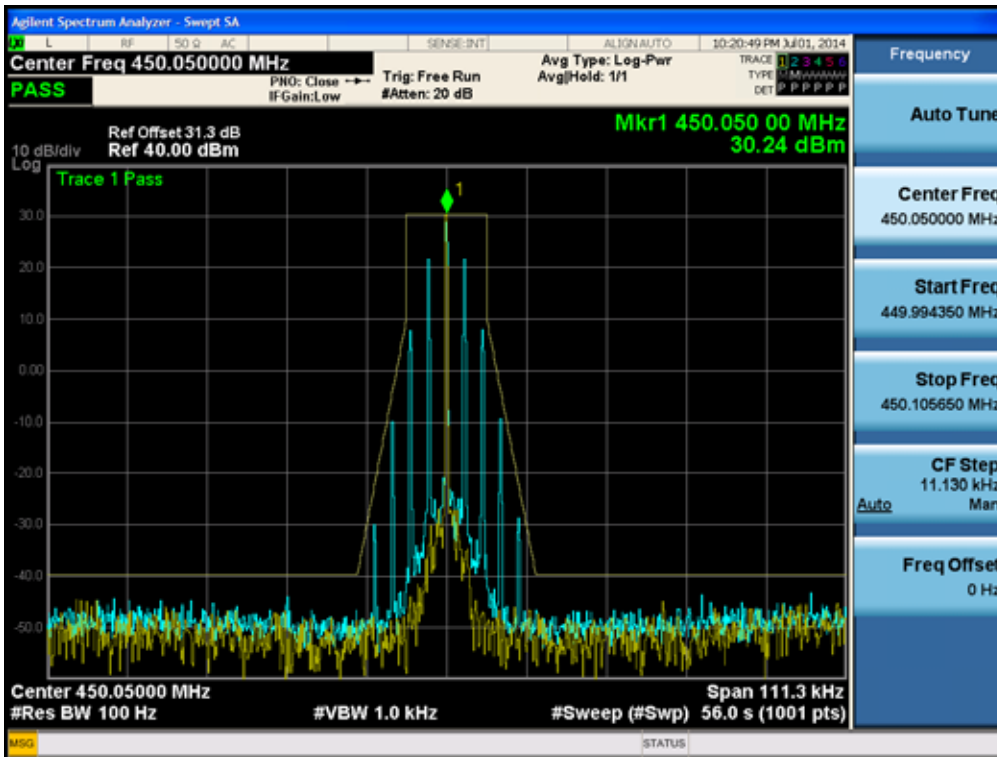 Agilent Spectrum Analyzer - Swept SA
L RF 50 Ω AC SENSE:INT ALIGN AUTO 10:20:49 PM Jul 01, 2014
Center Freq 450.050000 MHz
PASS
PNO: Close
IFGain:Low
Trig: Free Run
#Atten: 20 dB
Avg Type: Log-Pwr
Avg|Hold: 1/1
TRACE 1 2 3 4 5 6
TYPE
DET P P P P P P
Mkr1 450.050 00 MHz
30.24 dBm
Ref Offset 31.3 dB
10 dB/div Ref 40.00 dBm
Log
Trace 1 Pass
1
30.0
20.0
10.0
0.00
-10.0
-20.0
-30.0
-40.0
-50.0
Center 450.05000 MHz Span 111.3 kHz
#Res BW 100 Hz #VBW 1.0 kHz #Sweep (#Swp) 56.0 s (1001 pts)
MSG STATUS
Frequency
Auto Tune
Center Freq
450.050000 MHz
Start Freq
449.994350 MHz
Stop Freq
450.105650 MHz
CF Step
11.130 kHz
Auto Man
Freq Offset
0 Hz